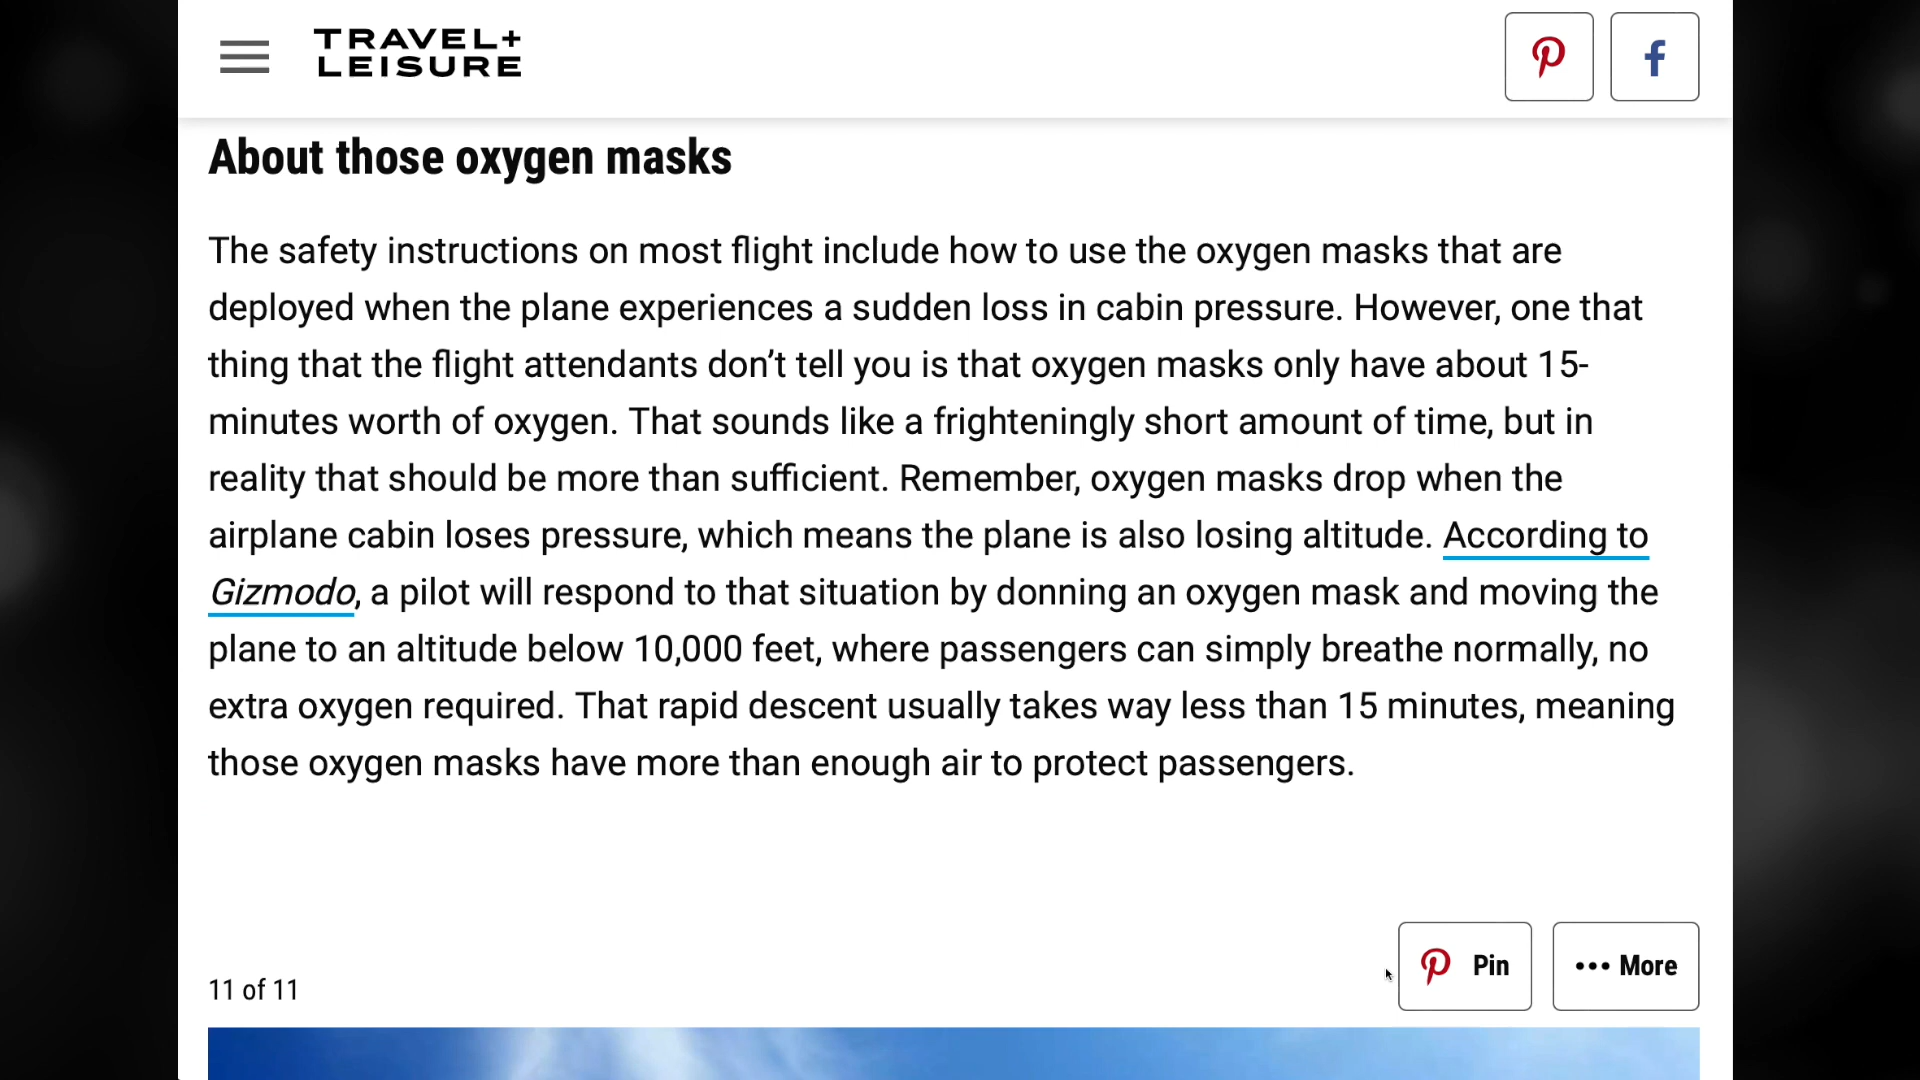 TRAVEL+
LEISURE
About those oxygen masks
The safety instructions on most flight include how to use the oxygen masks that are
deployed when the plane experiences a sudden loss in cabin pressure. However, one that
thing that the flight attendants don’t tell you is that oxygen masks only have about 15-
minutes worth of oxygen. That sounds like a frighteningly short amount of time, but in
reality that should be more than sufficient. Remember, oxygen masks drop when the
airplane cabin loses pressure, which means the plane is also losing altitude. According to
Gizmodo, a pilot will respond to that situation by donning an oxygen mask and moving the
plane to an altitude below 10,000 feet, where passengers can simply breathe normally, no
extra oxygen required. That rapid descent usually takes way less than 15 minutes, meaning
those oxygen masks have more than enough air to protect passengers.
Pin
••• More
11 of 11